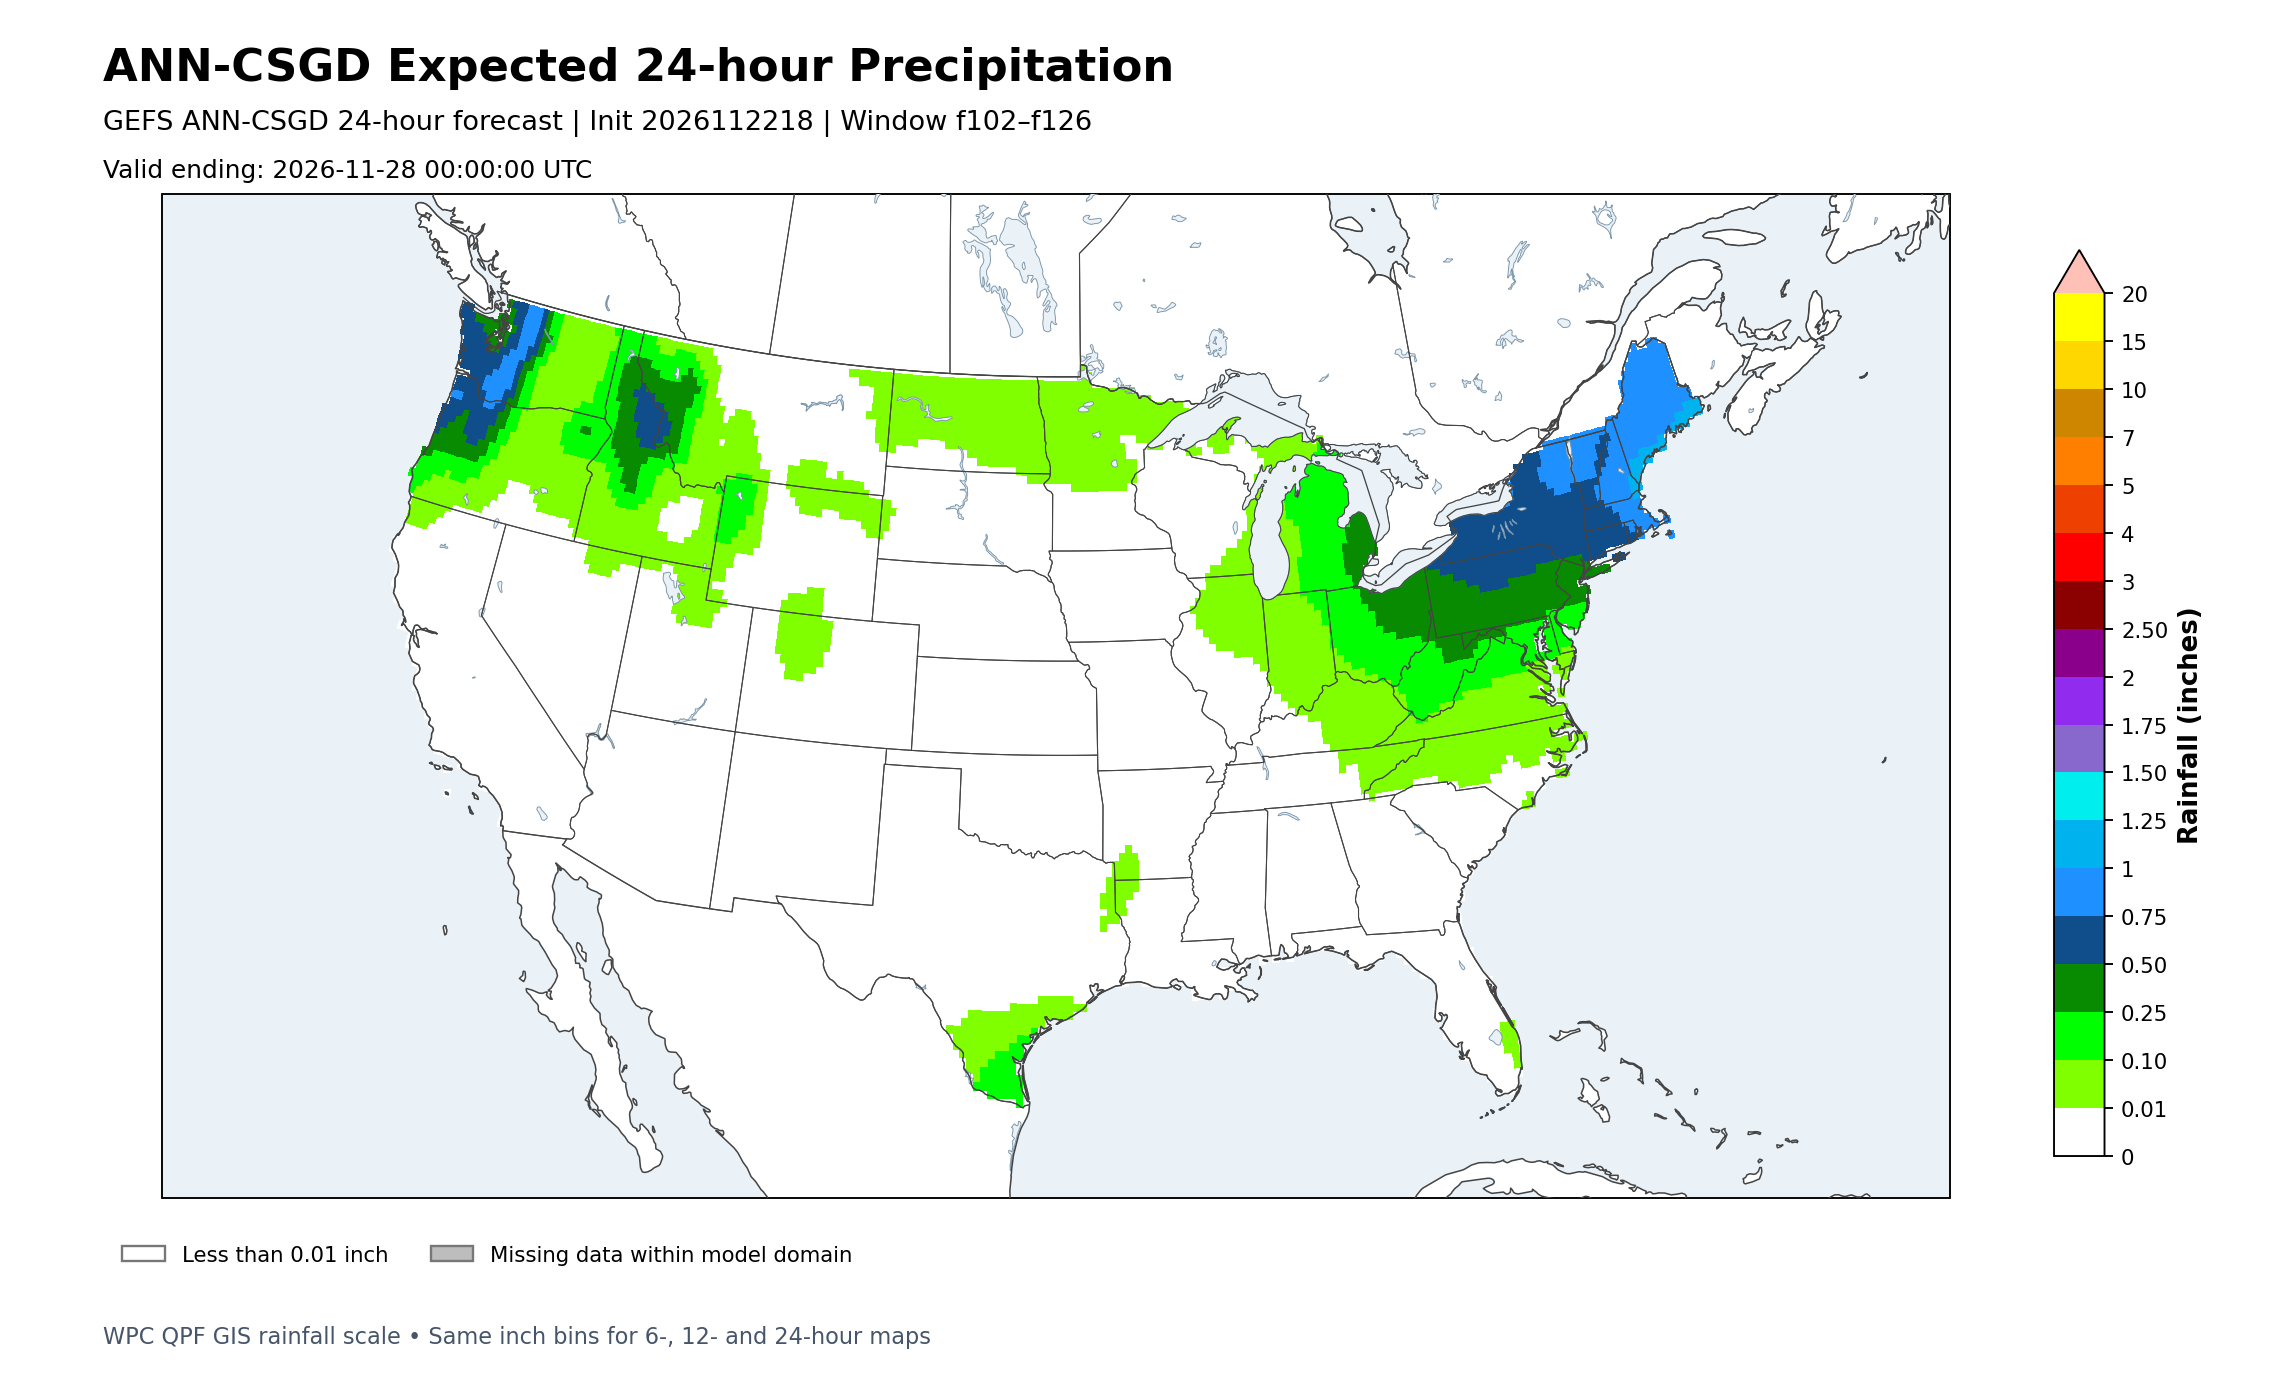 ANN-CSGD Expected 24-hour Precipitation
GEFS ANN-CSGD 24-hour forecast | Init 2026112218 | Window f102–f126
Valid ending: 2026-11-28 00:00:00 UTC
20
15
10
7
5
4
3
2.50
2
1.75
1.50
1.25
1
0.75
0.50
0.25
0.10
0.01
0
Rainfall (inches)
Less than 0.01 inch
Missing data within model domain
WPC QPF GIS rainfall scale • Same inch bins for 6-, 12- and 24-hour maps